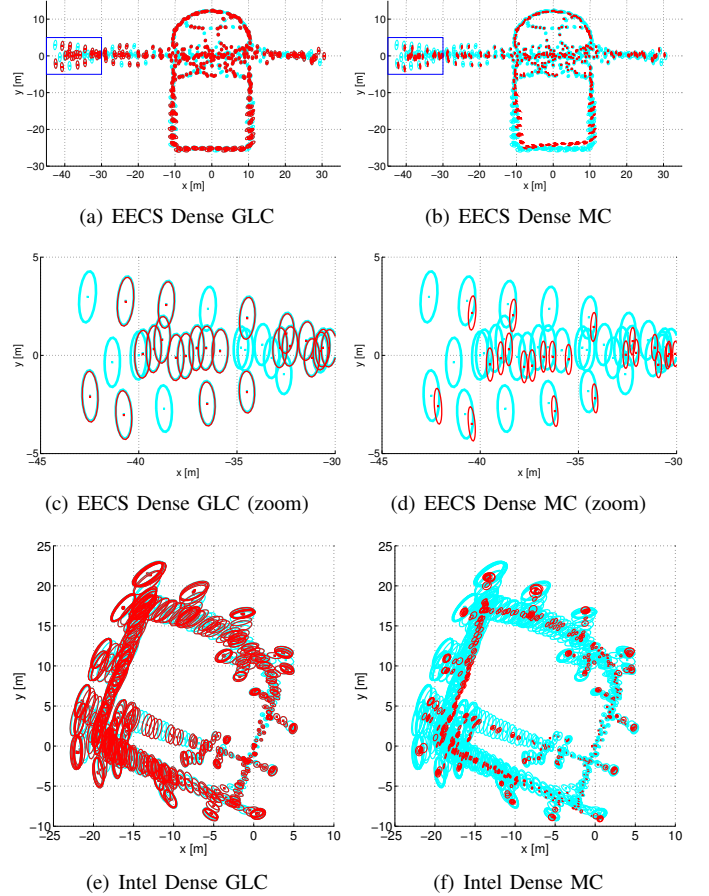 10
0
−10
−20
−30
y [m]
−40 −30 −20 −10 0 10 20 30
x [m]
(a) EECS Dense GLC
10
0
−10
−20
−30
y [m]
−40 −30 −20 −10 0 10 20 30
x [m]
(b) EECS Dense MC
5
0
−5
y [m]
−45 −40 −35 −30
x [m]
(c) EECS Dense GLC (zoom)
5
0
−5
y [m]
−45 −40 −35 −30
x [m]
(d) EECS Dense MC (zoom)
25
20
15
10
5
0
−5
−10
y [m]
−25 −20 −15 −10 −5 0 5 10
x [m]
(e) Intel Dense GLC
25
20
15
10
5
0
−5
−10
y [m]
−25 −20 −15 −10 −5 0 5 10
x [m]
(f) Intel Dense MC